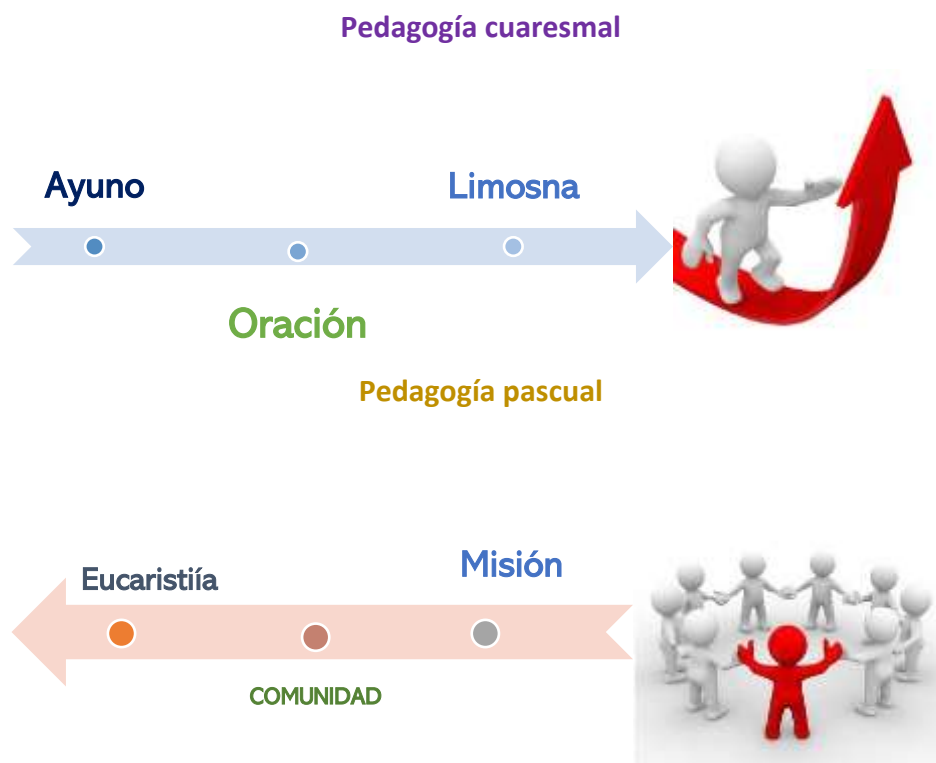 Pedagogía cuaresmal
Ayuno
Limosna
Oración
Pedagogía pascual
Eucaristiía
Misión
COMUNIDAD